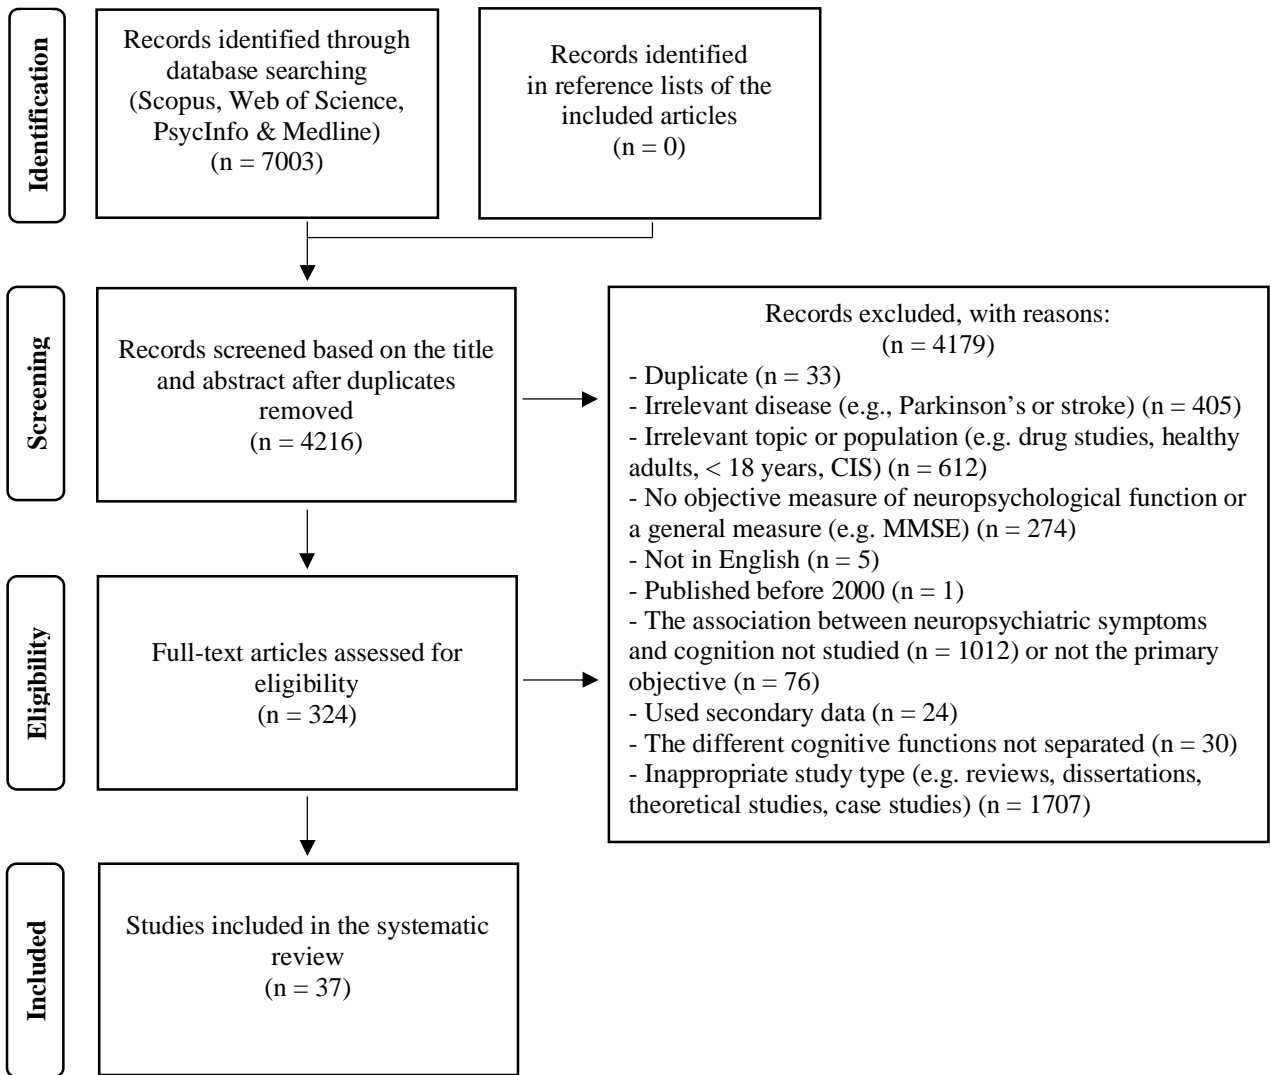 Identification
Records identified through
database searching
(Scopus, Web of Science,
PsycInfo & Medline)
(n = 7003)
Records identified
in reference lists of the
included articles
(n = 0)
Screening
Records screened based on the title
and abstract after duplicates
removed
(n = 4216)
Records excluded, with reasons:
(n = 4179)
- Duplicate (n = 33)
- Irrelevant disease (e.g., Parkinson’s or stroke) (n = 405)
- Irrelevant topic or population (e.g. drug studies, healthy
adults, < 18 years, CIS) (n = 612)
- No objective measure of neuropsychological function or
a general measure (e.g. MMSE) (n = 274)
- Not in English (n = 5)
- Published before 2000 (n = 1)
- The association between neuropsychiatric symptoms
and cognition not studied (n = 1012) or not the primary
objective (n = 76)
- Used secondary data (n = 24)
- The different cognitive functions not separated (n = 30)
- Inappropriate study type (e.g. reviews, dissertations,
theoretical studies, case studies) (n = 1707)
Eligibility
Full-text articles assessed for
eligibility
(n = 324)
Included
Studies included in the systematic
review
(n = 37)